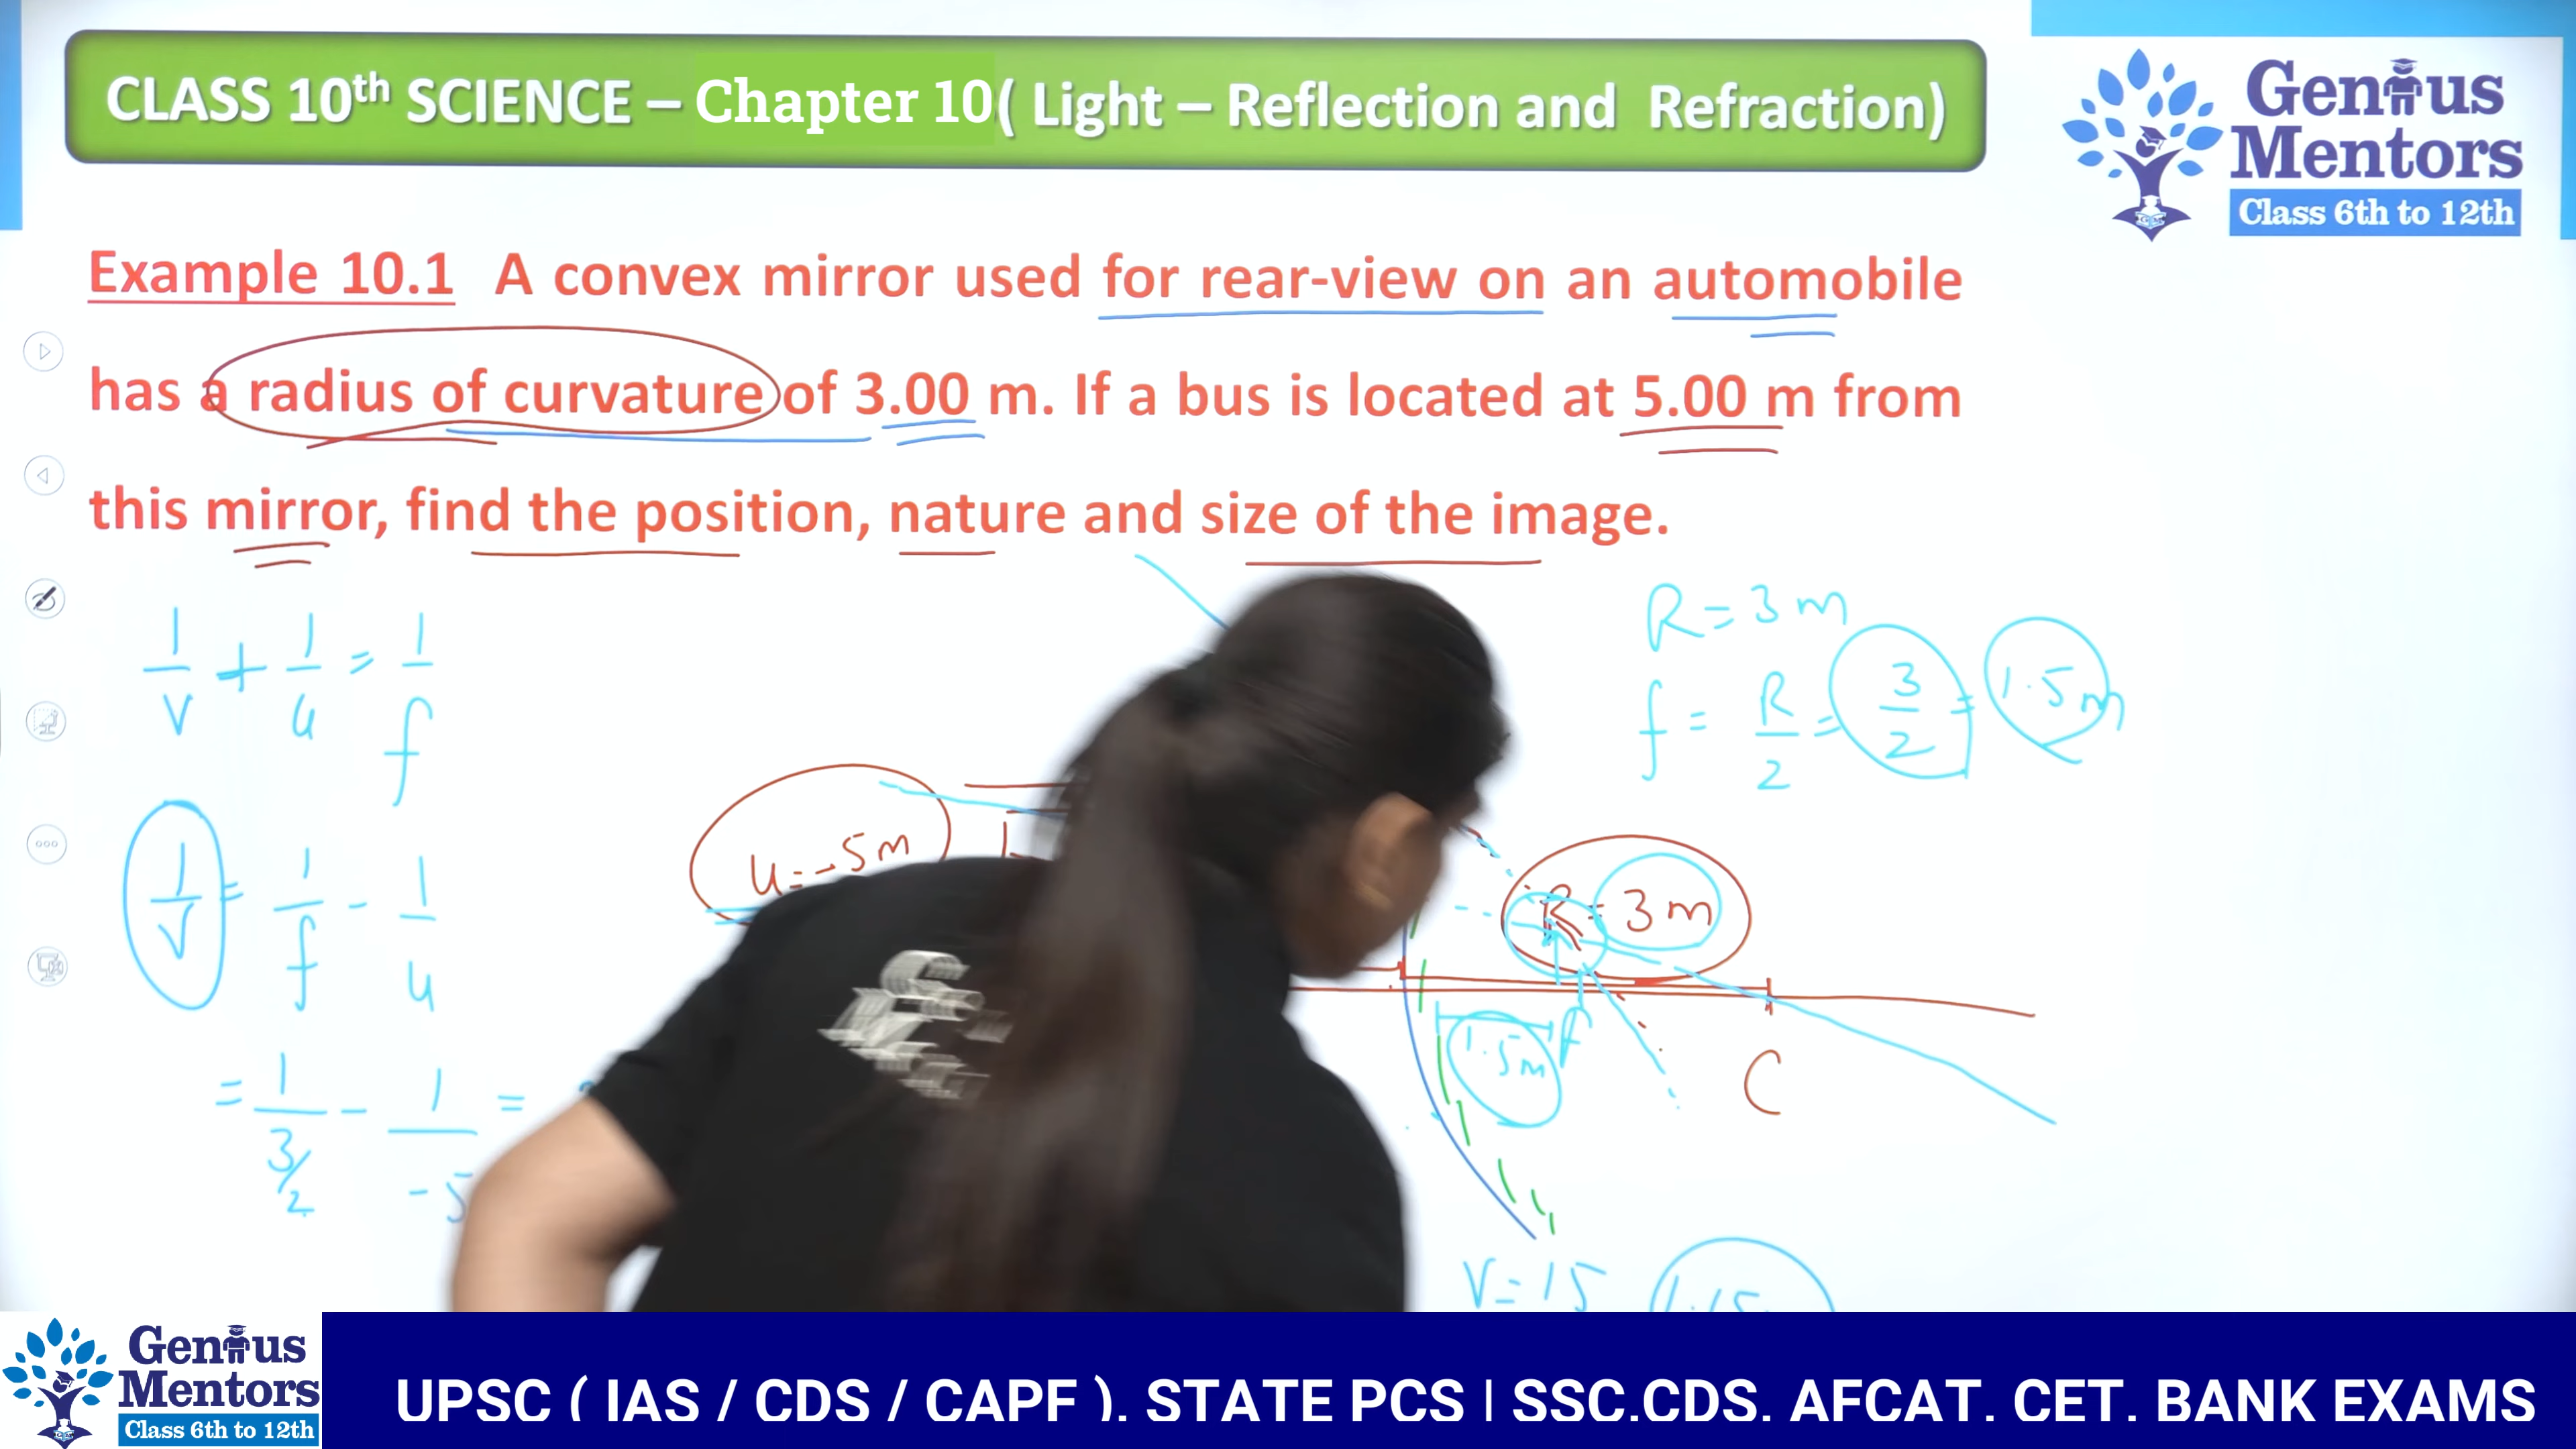 CLASS 10th SCIENCE – Chapter 10 ( Light – Reflection and Refraction)
Genius
Mentors
Class 6th to 12th
Example 10.1 A convex mirror used for rear-view on an automobile
has a radius of curvature of 3.00 m. If a bus is located at 5.00 m from
this mirror, find the position, nature and size of the image.
1/v + 1/u = 1/f
1/v = 1/f - 1/u
= 1/3/2 - 1/-5 =
R = 3 m
f = R/2 = 3/2 = 1.5 m
u = -5 m
R = 3 m
1.5 m
F
C
V = 15
1.15
Genius
Mentors
Class 6th to 12th
UPSC ( IAS / CDS / CAPF ), STATE PCS | SSC,CDS, AFCAT, CET, BANK EXAMS